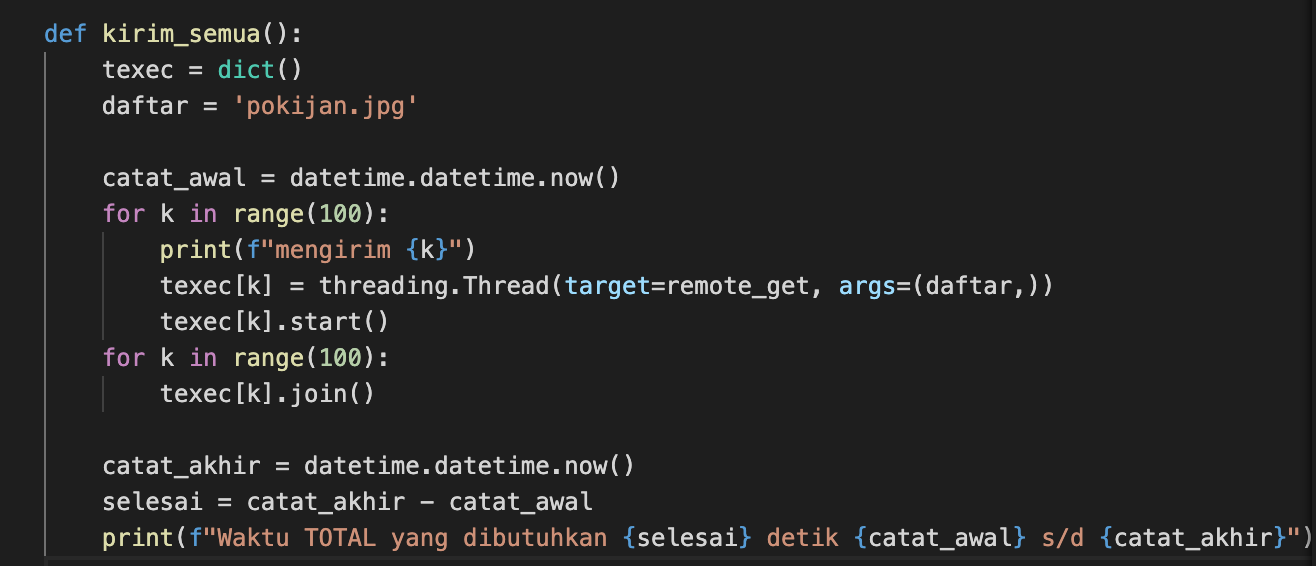 def kirim_semua():
    texec = dict()
    daftar = 'pokijan.jpg'

    catat_awal = datetime.datetime.now()
    for k in range(100):
        print(f"mengirim {k}")
        texec[k] = threading.Thread(target=remote_get, args=(daftar,))
        texec[k].start()
    for k in range(100):
        texec[k].join()

    catat_akhir = datetime.datetime.now()
    selesai = catat_akhir - catat_awal
    print(f"Waktu TOTAL yang dibutuhkan {selesai} detik {catat_awal} s/d {catat_akhir}")